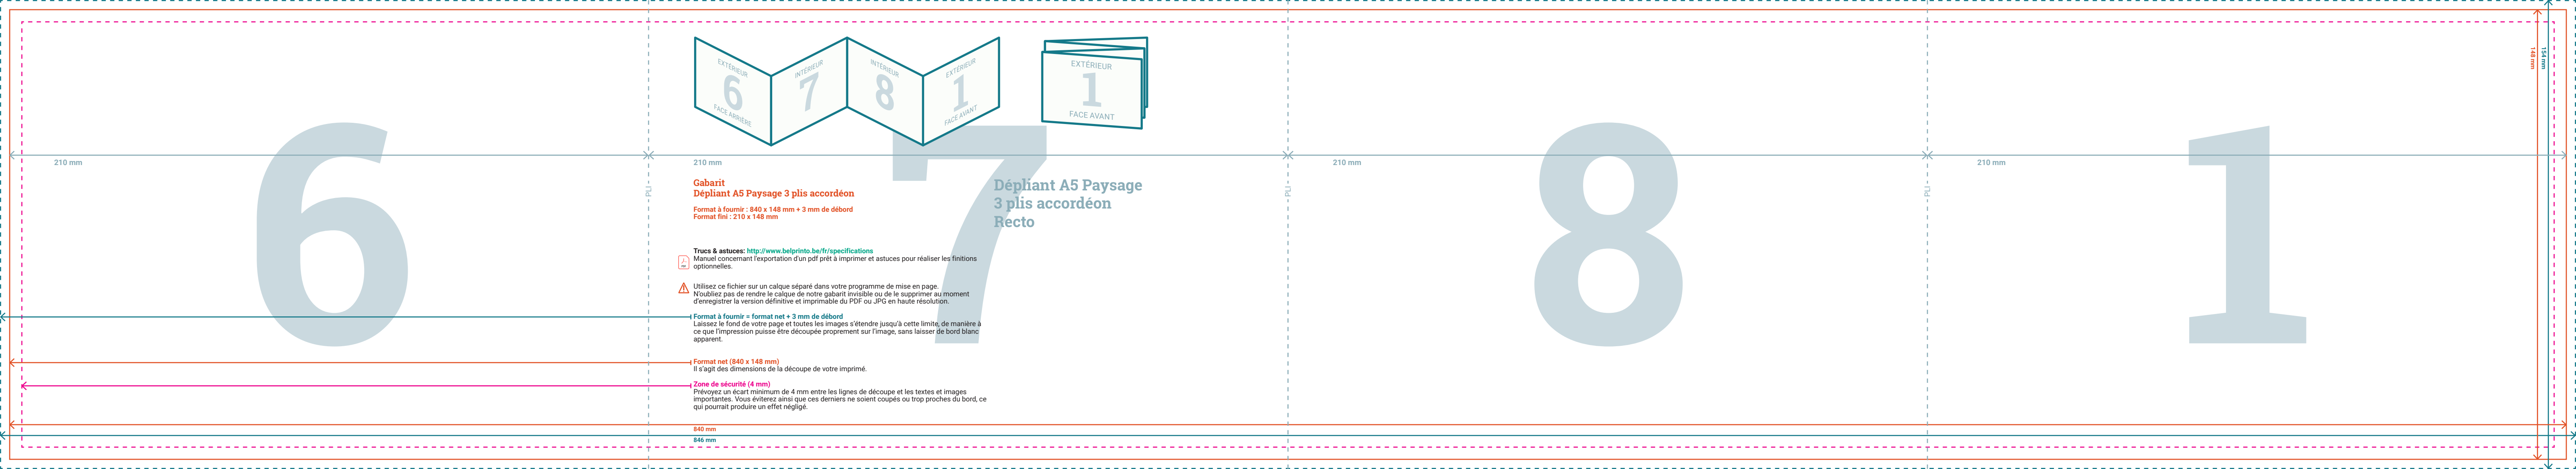 EXTÉRIEUR
6
FACE ARRIÈRE
INTÉRIEUR
7
INTÉRIEUR
8
EXTÉRIEUR
1
FACE AVANT
EXTÉRIEUR
1
FACE AVANT
148 mm
154 mm
210 mm
210 mm
210 mm
210 mm
6
7
8
1
PLI
PLI
PLI
Gabarit
Dépliant A5 Paysage 3 plis accordéon
Format à fournir : 840 x 148 mm + 3 mm de débord
Format fini : 210 x 148 mm
Dépliant A5 Paysage
3 plis accordéon
Recto
Trucs & astuces: http://www.belprinto.be/fr/specifications
Manuel concernant l'exportation d'un pdf prêt à imprimer et astuces pour réaliser les finitions
optionnelles.
Utilisez ce fichier sur un calque séparé dans votre programme de mise en page.
N'oubliez pas de rendre le calque de notre gabarit invisible ou de le supprimer au moment
d'enregistrer la version définitive et imprimable du PDF ou JPG en haute résolution.
Format à fournir = format net + 3 mm de débord
Laissez le fond de votre page et toutes les images s'étendre jusqu'à cette limite, de manière à
ce que l'impression puisse être découpée proprement sur l'image, sans laisser de bord blanc
apparent.
Format net (840 x 148 mm)
Il s'agit des dimensions de la découpe de votre imprimé.
Zone de sécurité (4 mm)
Prévoyez un écart minimum de 4 mm entre les lignes de découpe et les textes et images
importantes. Vous éviterez ainsi que ces derniers ne soient coupés ou trop proches du bord, ce
qui pourrait produire un effet négligé.
840 mm
846 mm